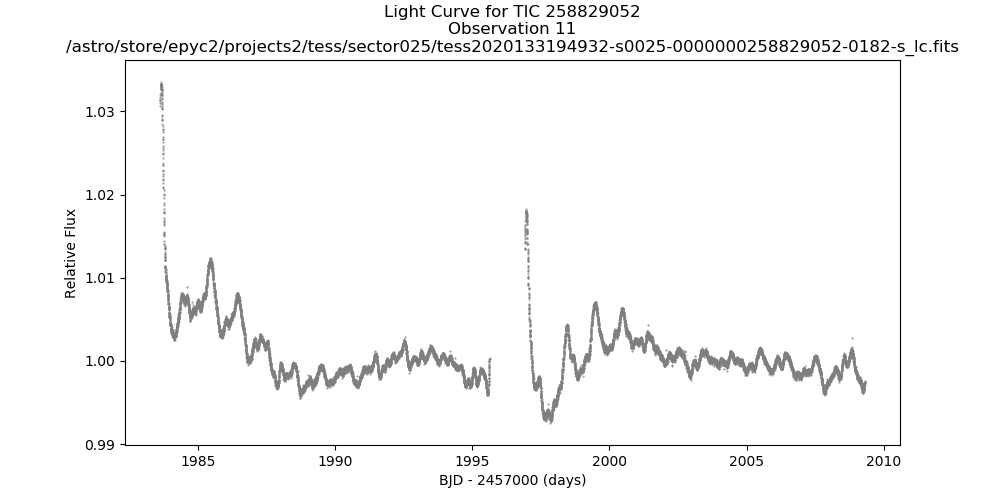 Light Curve for TIC 258829052
Observation 11
/astro/store/epyc2/projects2/tess/sector025/tess2020133194932-s0025-0000000258829052-0182-s_lc.fits
1.03
1.02
1.01
1.00
0.99
Relative Flux
1985
1990
1995
2000
2005
2010
BJD - 2457000 (days)